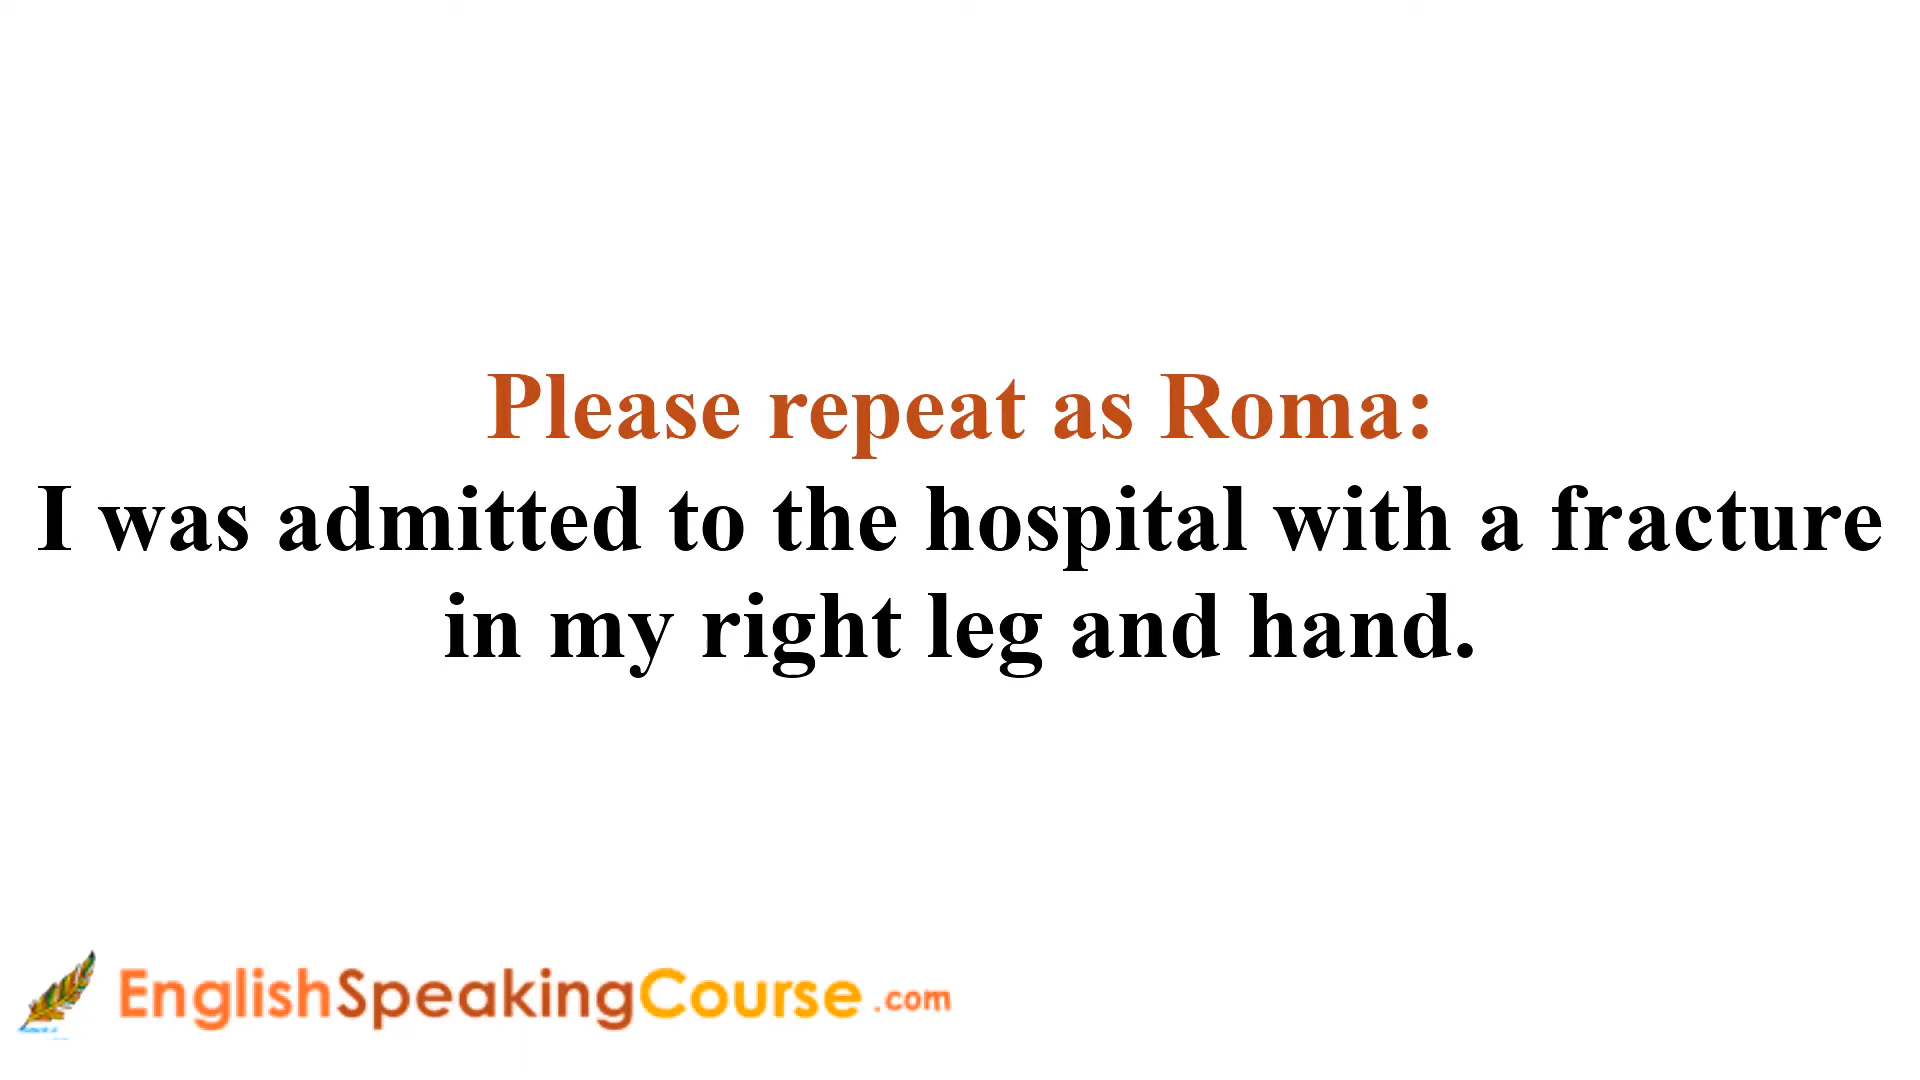 Please repeat as Roma:
I was admitted to the hospital with a fracture
in my right leg and hand.
EnglishSpeakingCourse.com